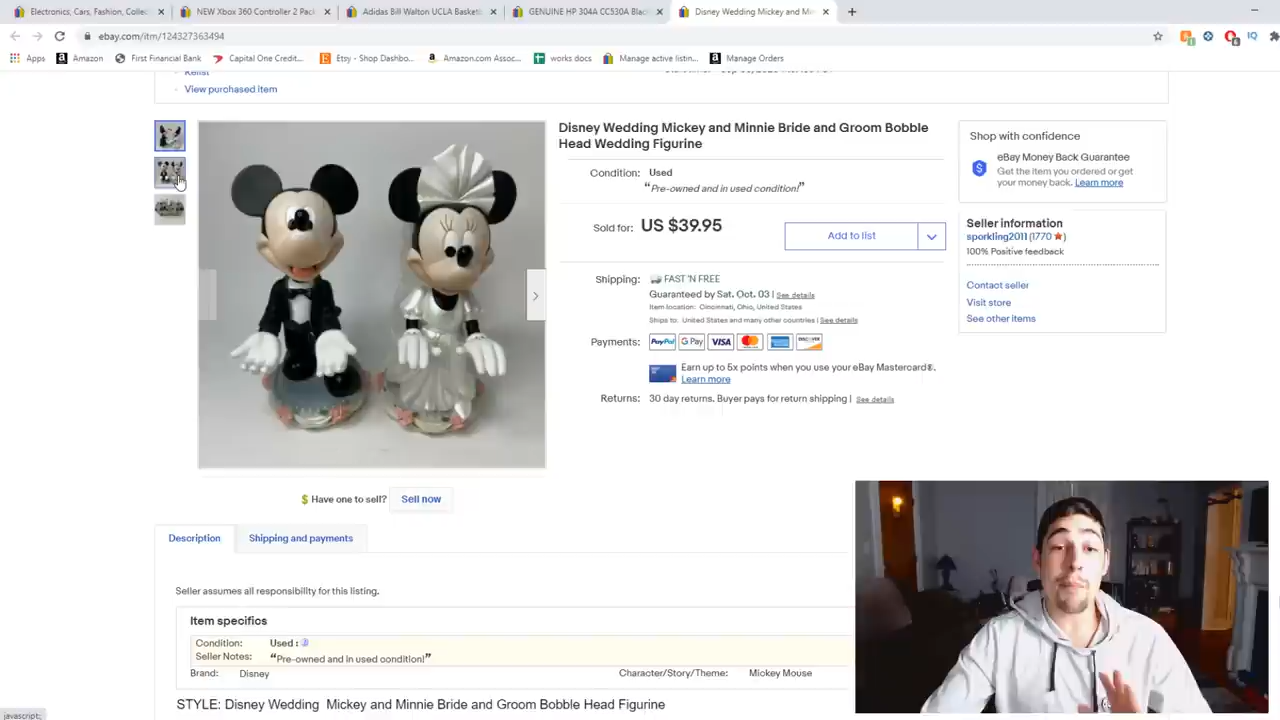 Electronics, Cars, Fashion, Collec
NEW Xbox 360 Controller 2 Pack
Adidas Bill Walton UCLA Basket
GENUINE HP 304A CC530A Blac
Disney Wedding Mickey and Mi
ebay.com/itm/124327363494
Apps
Amazon
First Financial Bank
Capital One Credit...
Etsy - Shop Dashbo...
Amazon.com Assoc...
works docs
Manage active listin...
Manage Orders
Relist
View purchased item
Disney Wedding Mickey and Minnie Bride and Groom Bobble
Head Wedding Figurine
Condition: Used
“Pre-owned and in used condition!”
Sold for: US $39.95
Add to list
Shipping: FAST 'N FREE
Guaranteed by Sat. Oct. 03 | See details
Item location: Cincinnati, Ohio, United States
Ships to: United States and many other countries | See details
Payments: PayPal G Pay VISA
Earn up to 5x points when you use your eBay Mastercard®.
Learn more
Returns: 30 day returns. Buyer pays for return shipping | See details
Shop with confidence
eBay Money Back Guarantee
Get the item you ordered or get
your money back. Learn more
Seller information
sporkling2011 (1770 )
100% Positive feedback
Contact seller
Visit store
See other items
Have one to sell? Sell now
Description
Shipping and payments
Seller assumes all responsibility for this listing.
Item specifics
Condition: Used :
Seller Notes: “Pre-owned and in used condition!”
Brand: Disney
Character/Story/Theme: Mickey Mouse
STYLE: Disney Wedding Mickey and Minnie Bride and Groom Bobble Head Figurine
javascript:;